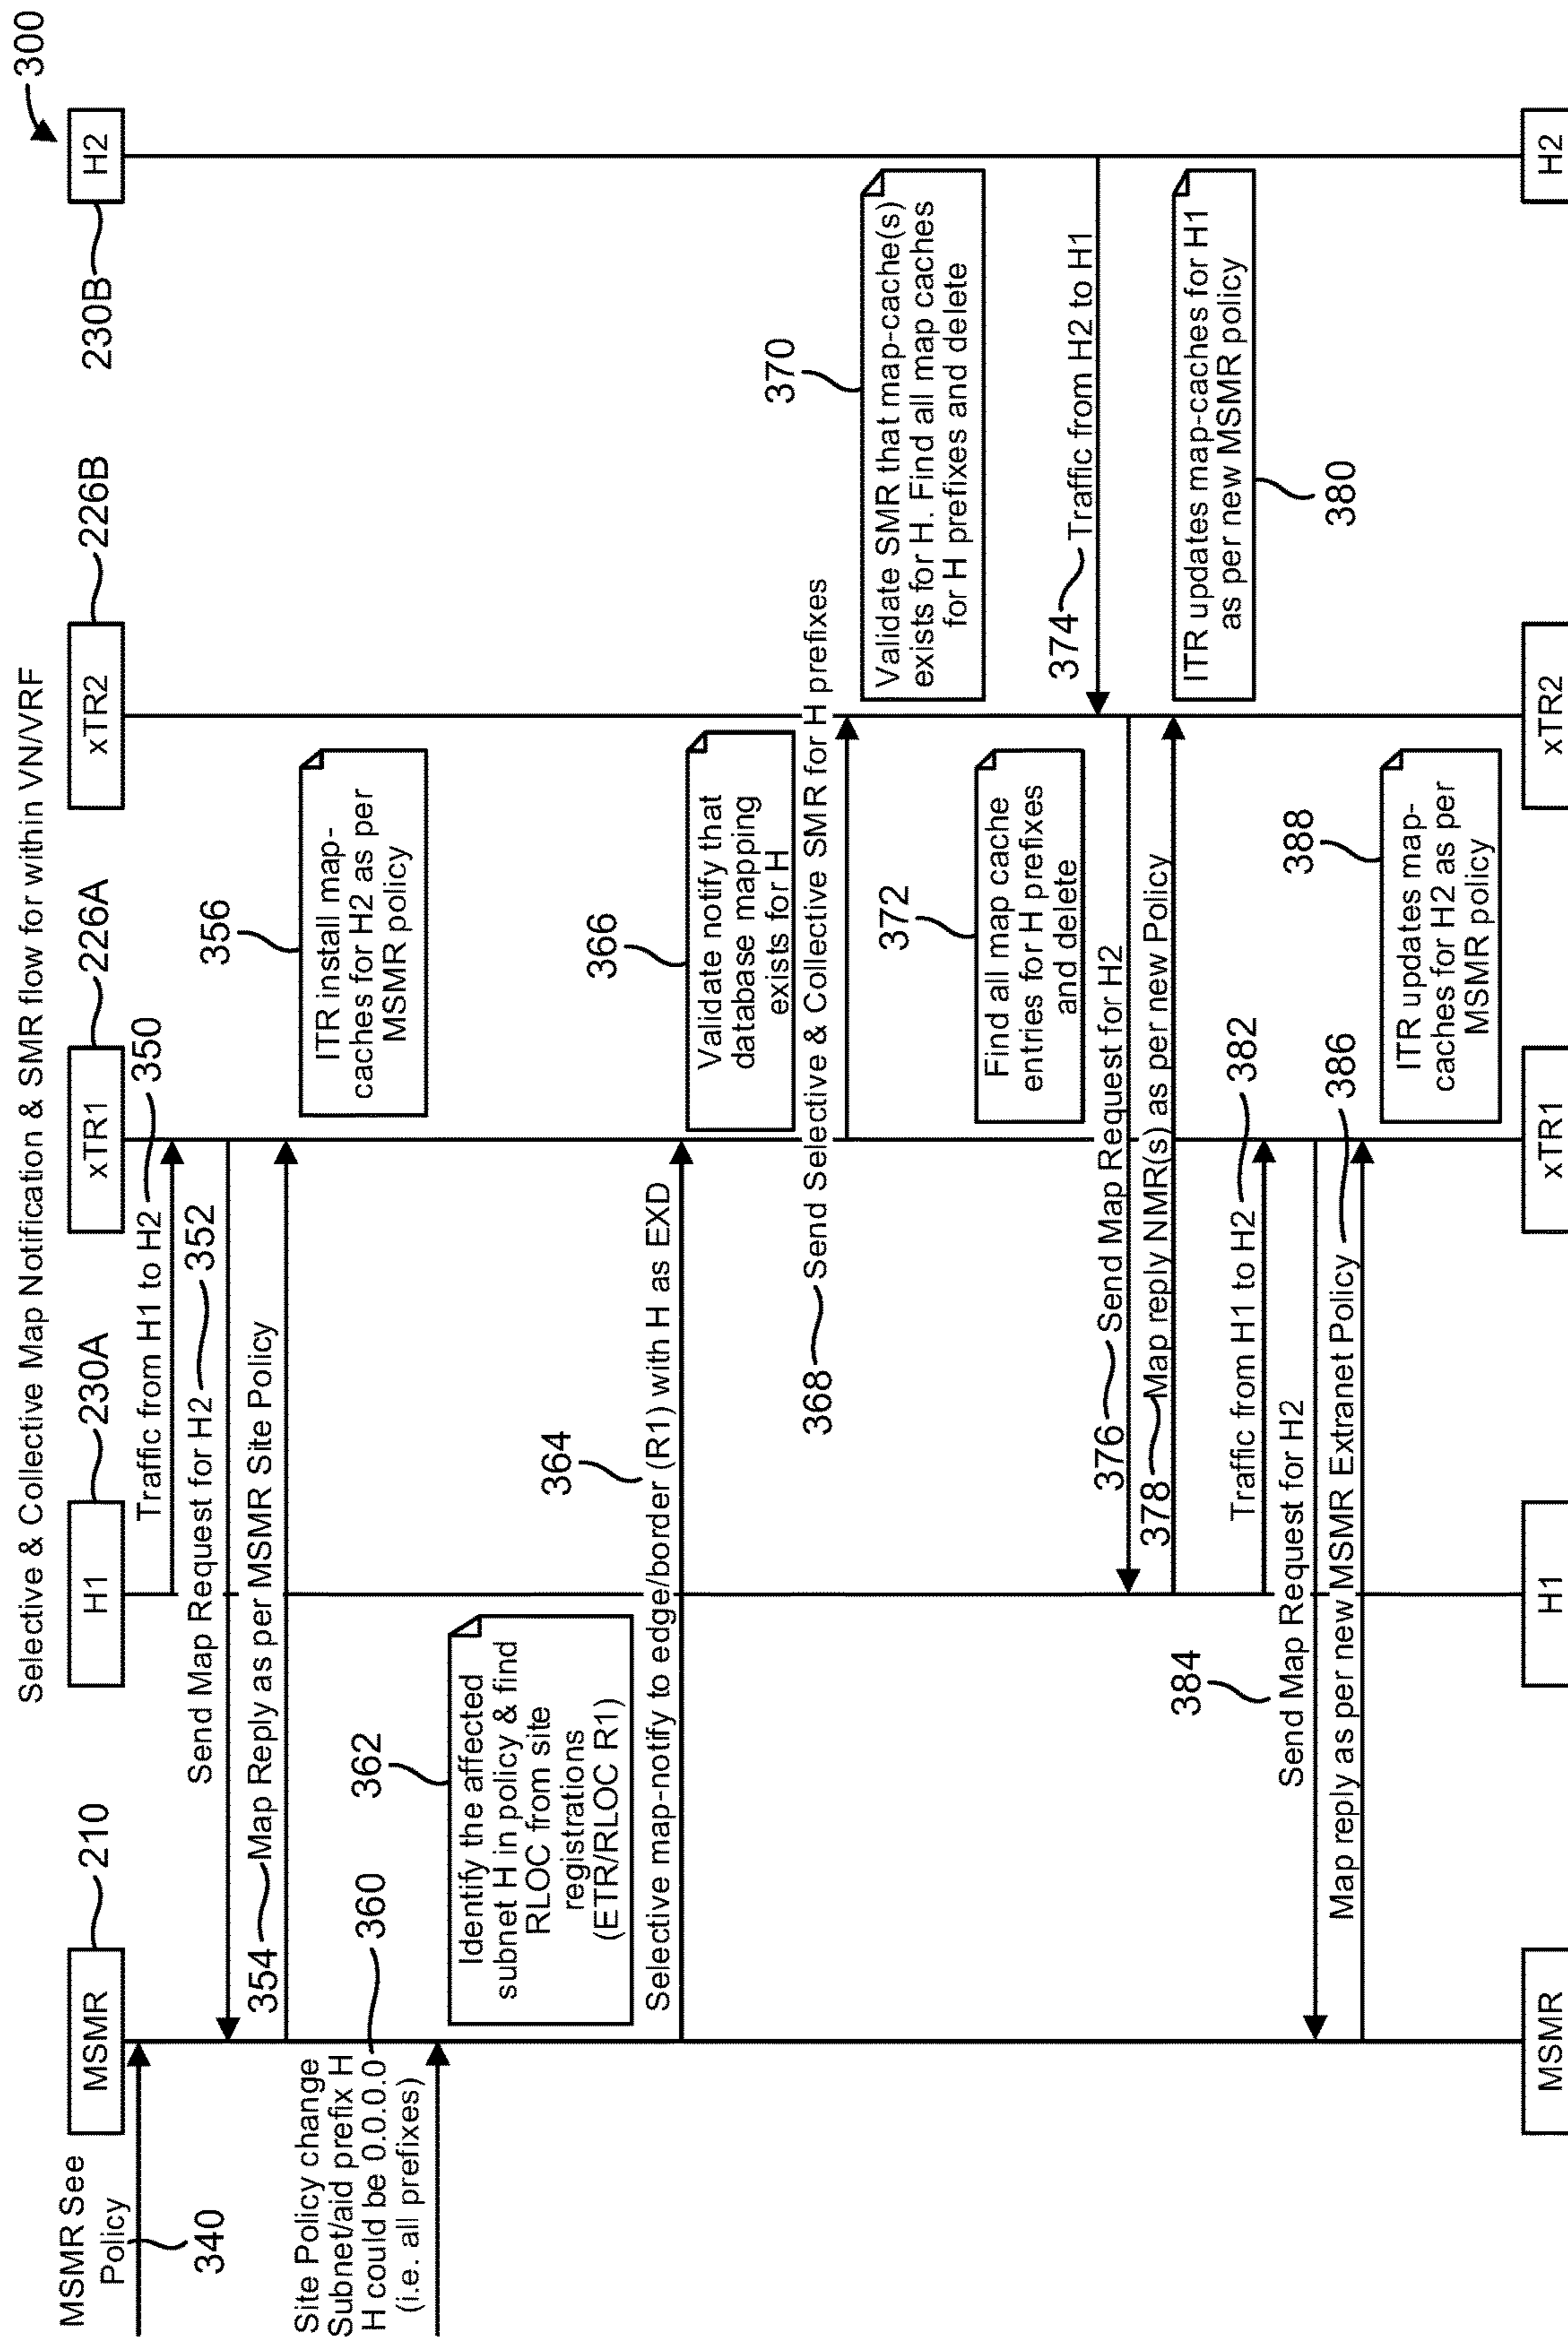 Selective & Collective Map Notification & SMR flow for within VN/VRF
300
210
230A
226A
226B
230B
MSMR
H1
xTR1
xTR2
H2
MSMR See
Policy
340
Traffic from H1 to H2
350
Send Map Request for H2
352
354
Map Reply as per MSMR Site Policy
356
ITR install map-
caches for H2 as per
MSMR policy
Site Policy change
Subnet/aid prefix H
H could be 0.0.0.0
(i.e. all prefixes)
360
362
Identify the affected
subnet H in policy & find
RLOC from site
registrations
(ETR/RLOC R1)
364
Selective map-notify to edge/border (R1) with H as EXD
366
Validate notify that
database mapping
exists for H
368
Send Selective & Collective SMR for H prefixes
370
Validate SMR that map-cache(s)
exists for H. Find all map caches
for H prefixes and delete
372
Find all map cache
entries for H prefixes
and delete
374
Traffic from H2 to H1
376
Send Map Request for H2
378
Map reply NMR(s) as per new Policy
ITR updates map-caches for H1
as per new MSMR policy
380
Traffic from H1 to H2
382
384
Send Map Request for H2
Map reply as per new MSMR Extranet Policy
386
388
ITR updates map-
caches for H2 as per
MSMR policy
MSMR
H1
xTR1
xTR2
H2